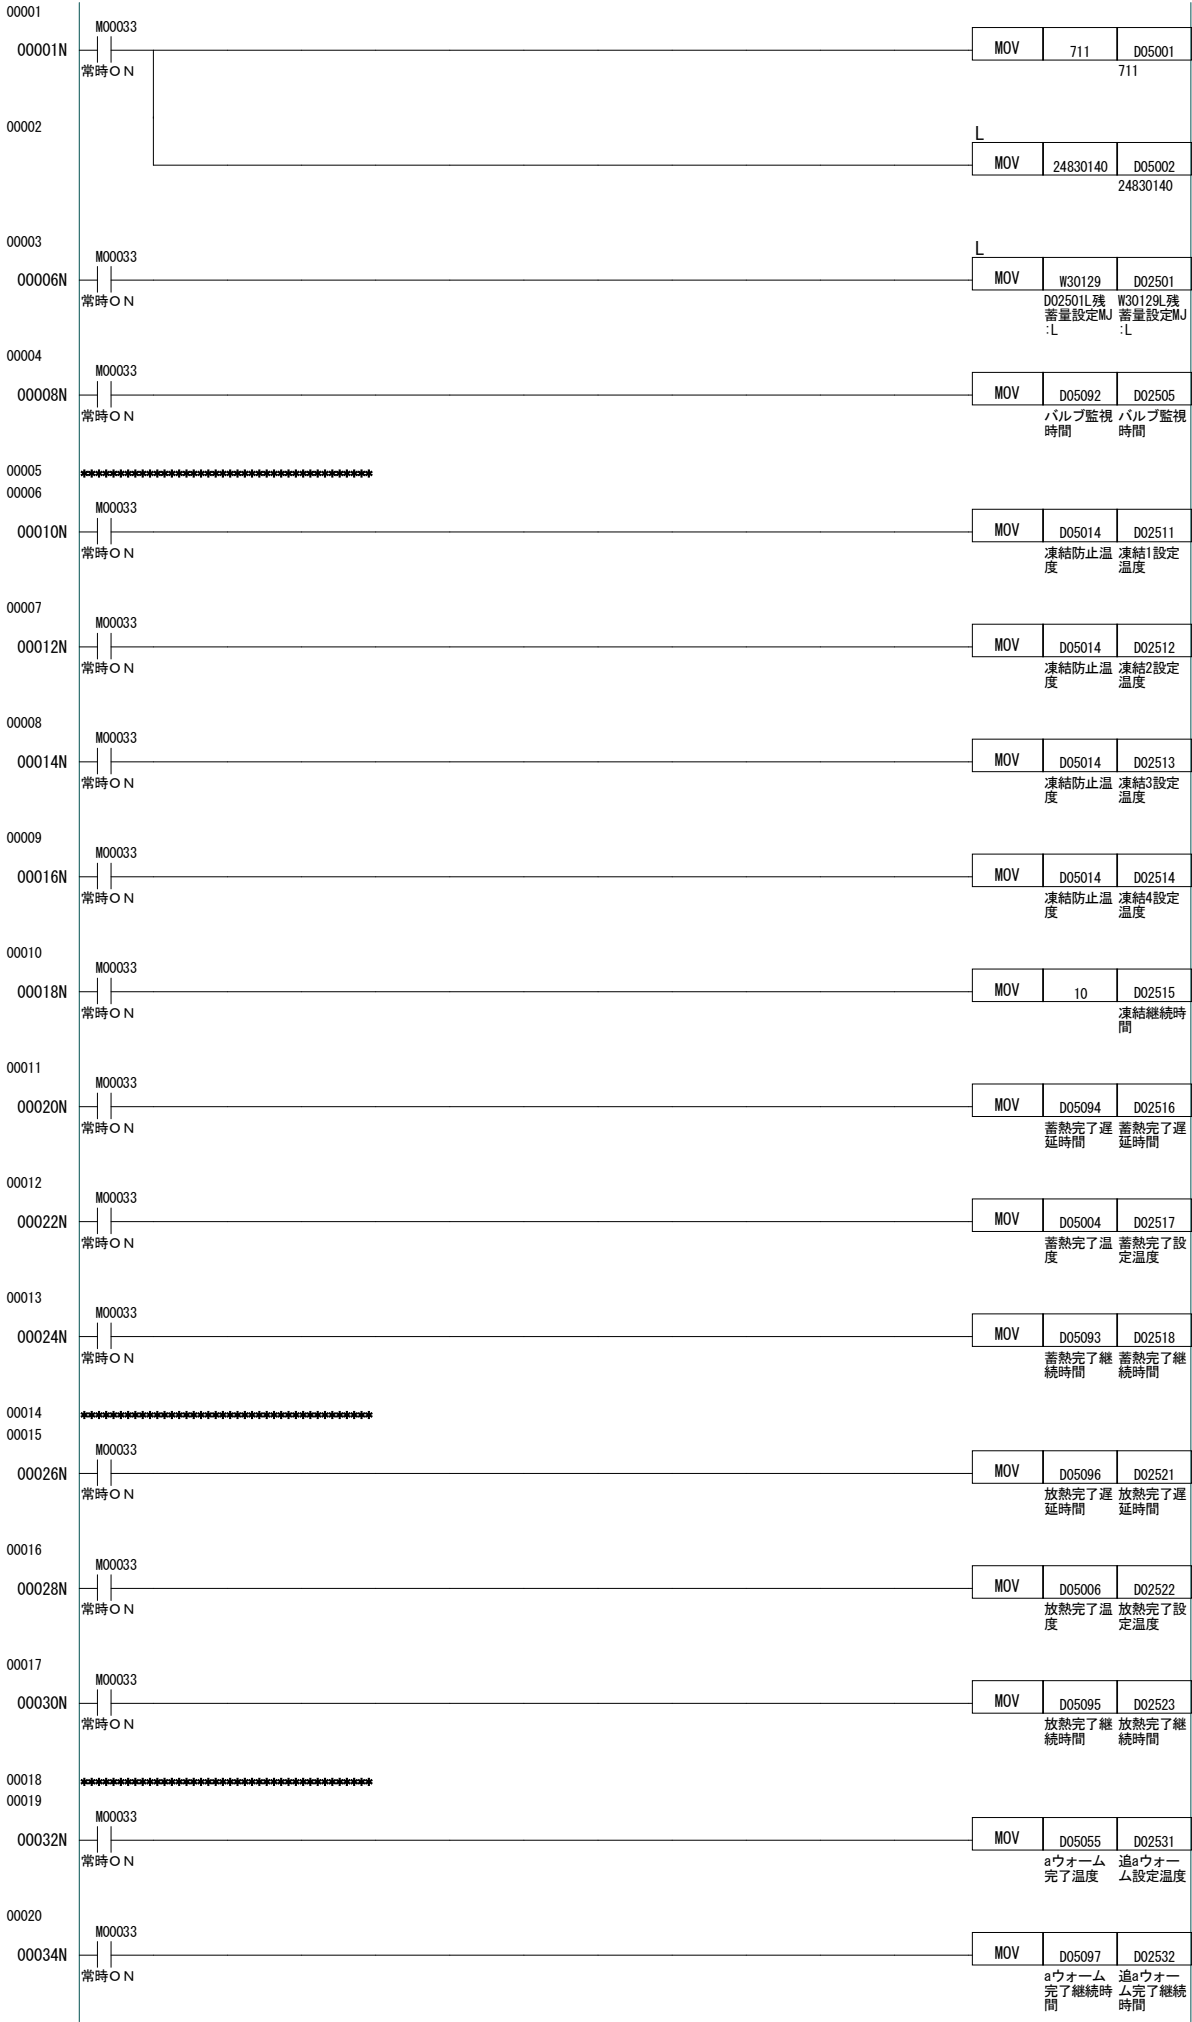 00001
M00033
00001N MOV 711 D05001
常時ＯＮ 711
00002
L
MOV 24830140 D05002
24830140
00003
M00033 L
00006N MOV W30129 D02501
常時ＯＮ D02501L残 W30129L残
蓄量設定MJ 蓄量設定MJ
:L :L
00004
M00033
00008N MOV D05092 D02505
常時ＯＮ バルブ監視 バルブ監視
時間 時間
00005 ****************************************
00006
M00033
00010N MOV D05014 D02511
常時ＯＮ 凍結防止温 凍結1設定
度 温度
00007
M00033
00012N MOV D05014 D02512
常時ＯＮ 凍結防止温 凍結2設定
度 温度
00008
M00033
00014N MOV D05014 D02513
常時ＯＮ 凍結防止温 凍結3設定
度 温度
00009
M00033
00016N MOV D05014 D02514
常時ＯＮ 凍結防止温 凍結4設定
度 温度
00010
M00033
00018N MOV 10 D02515
常時ＯＮ 凍結継続時
間
00011
M00033
00020N MOV D05094 D02516
常時ＯＮ 蓄熱完了遅 蓄熱完了遅
延時間 延時間
00012
M00033
00022N MOV D05004 D02517
常時ＯＮ 蓄熱完了温 蓄熱完了設
度 定温度
00013
M00033
00024N MOV D05093 D02518
常時ＯＮ 蓄熱完了継 蓄熱完了継
続時間 続時間
00014 ****************************************
00015
M00033
00026N MOV D05096 D02521
常時ＯＮ 放熱完了遅 放熱完了遅
延時間 延時間
00016
M00033
00028N MOV D05006 D02522
常時ＯＮ 放熱完了温 放熱完了設
度 定温度
00017
M00033
00030N MOV D05095 D02523
常時ＯＮ 放熱完了継 放熱完了継
続時間 続時間
00018 ****************************************
00019
M00033
00032N MOV D05055 D02531
常時ＯＮ aウォーム 追aウォー
完了温度 ム設定温度
00020
M00033
00034N MOV D05097 D02532
常時ＯＮ aウォーム 追aウォー
完了継続時 ム完了継続
間 時間